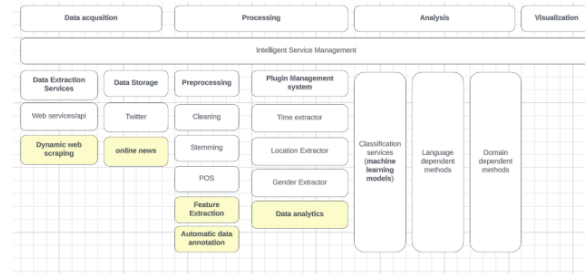 Data acqusition
Processing
Analysis
Visualization
Intelligent Service Management
Data Extraction
Services
Data Storage
Preprocessing
Plugin Management
system
Web services/api
Twitter
Cleaning
Time extractor
Dynamic web
scraping
online news
Stemming
Location Extractor
POS
Gender Extractor
Feature
Extraction
Data analytics
Automatic data
annotation
Classification
services
(machine
learning
models)
Language
dependent
methods
Domain
dependent
methods